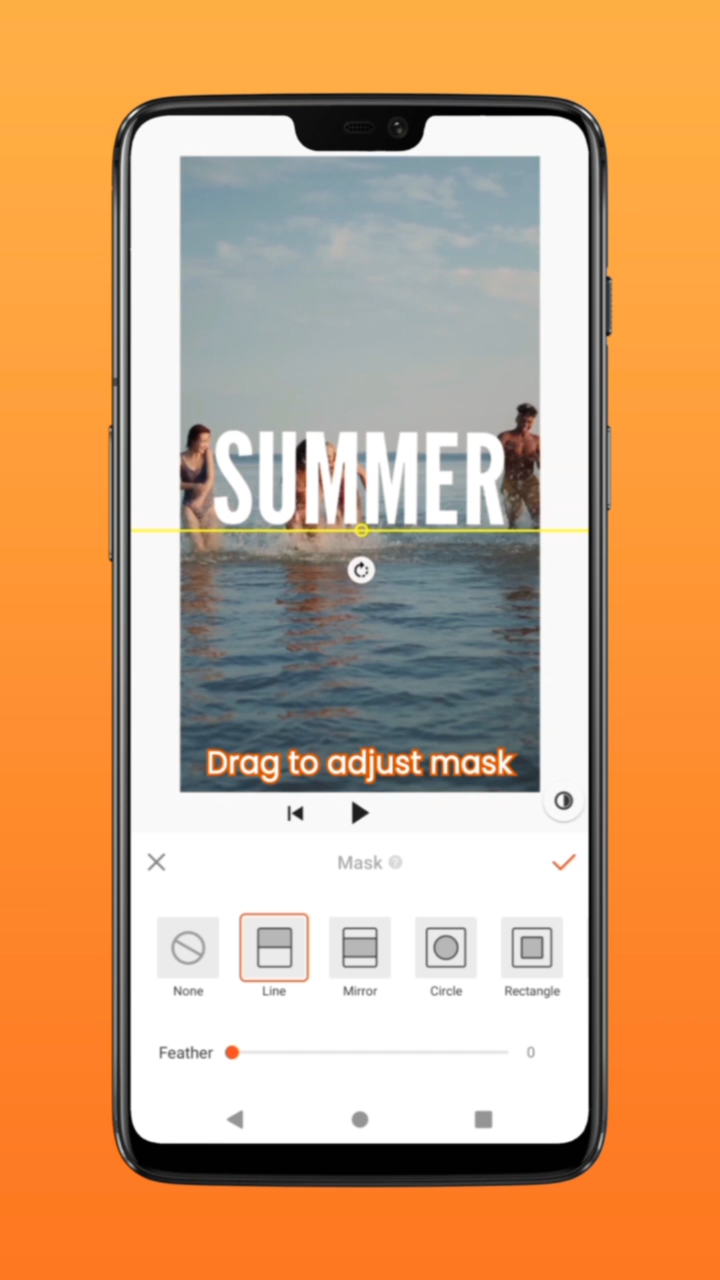 SUMMER
Drag to adjust mask
Mask ?
None Line Mirror Circle Rectangle
Feather 0